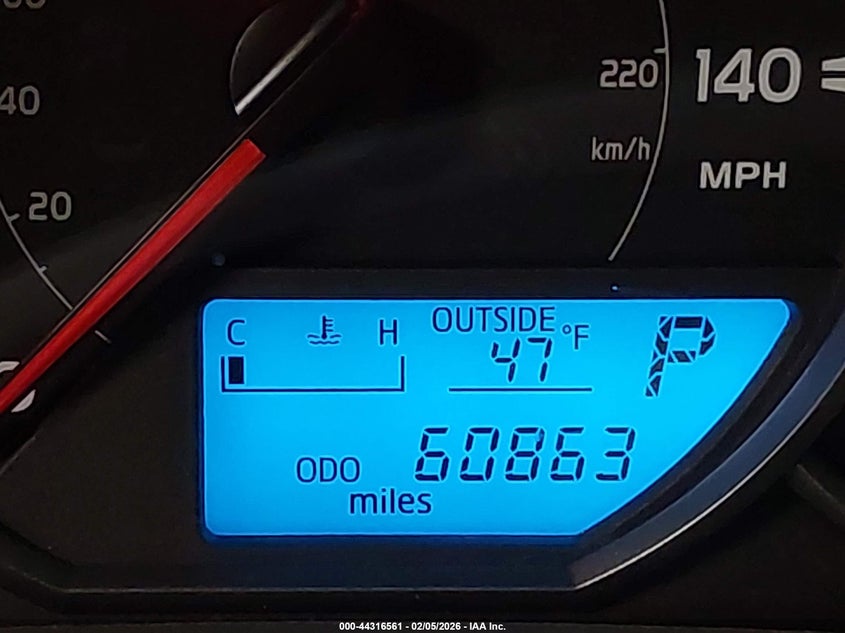 220
140
40
km/h
MPH
20
C H OUTSIDE °F P
47
ODO 60863
miles
000-44316561 - 02/05/2026 - IAA Inc.